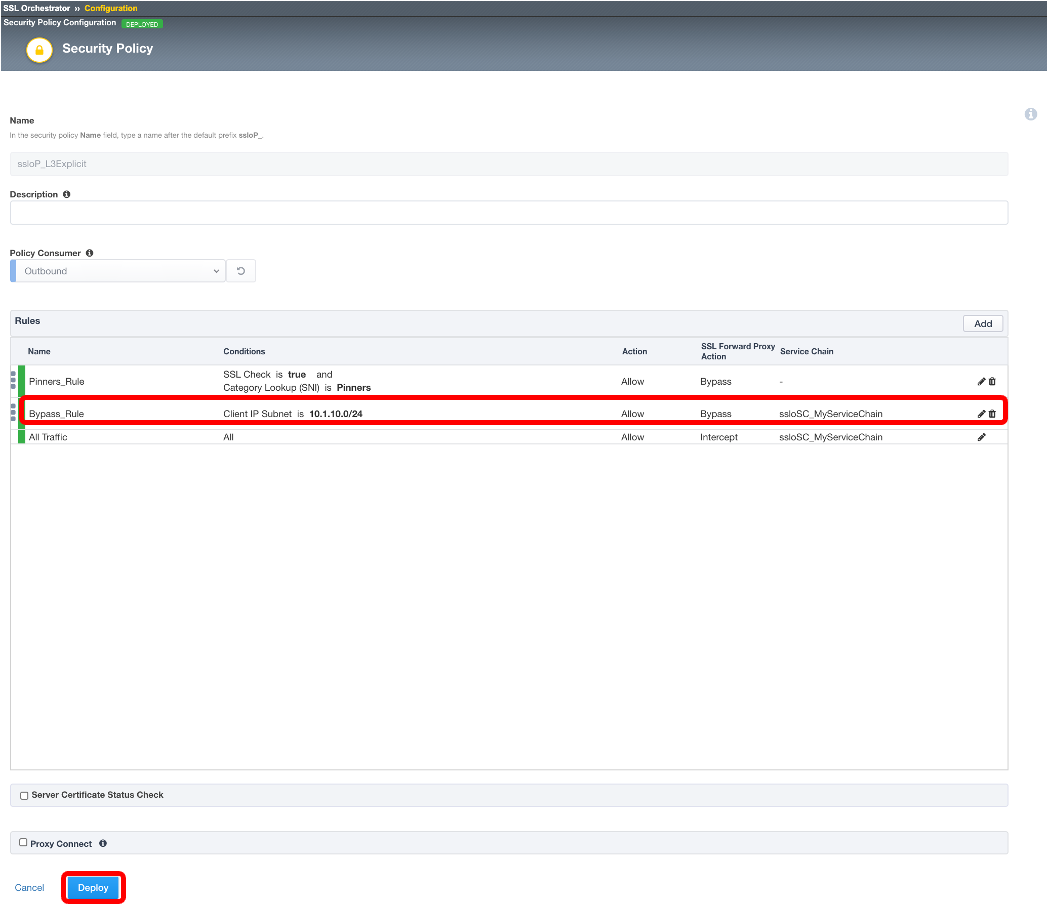 SSL Orchestrator ›› Configuration
Security Policy Configuration DEPLOYED
Security Policy
Name
In the security policy Name field, type a name after the default prefix ssloP_.
ssloP_L3Explicit
Description
Policy Consumer
Outbound
Rules Add
Name Conditions Action SSL Forward Proxy Action Service Chain
Pinners_Rule SSL Check is true and
Category Lookup (SNI) is Pinners Allow Bypass -
Bypass_Rule Client IP Subnet is 10.1.10.0/24 Allow Bypass ssloSC_MyServiceChain
All Traffic All Allow Intercept ssloSC_MyServiceChain
Server Certificate Status Check
Proxy Connect
Cancel Deploy